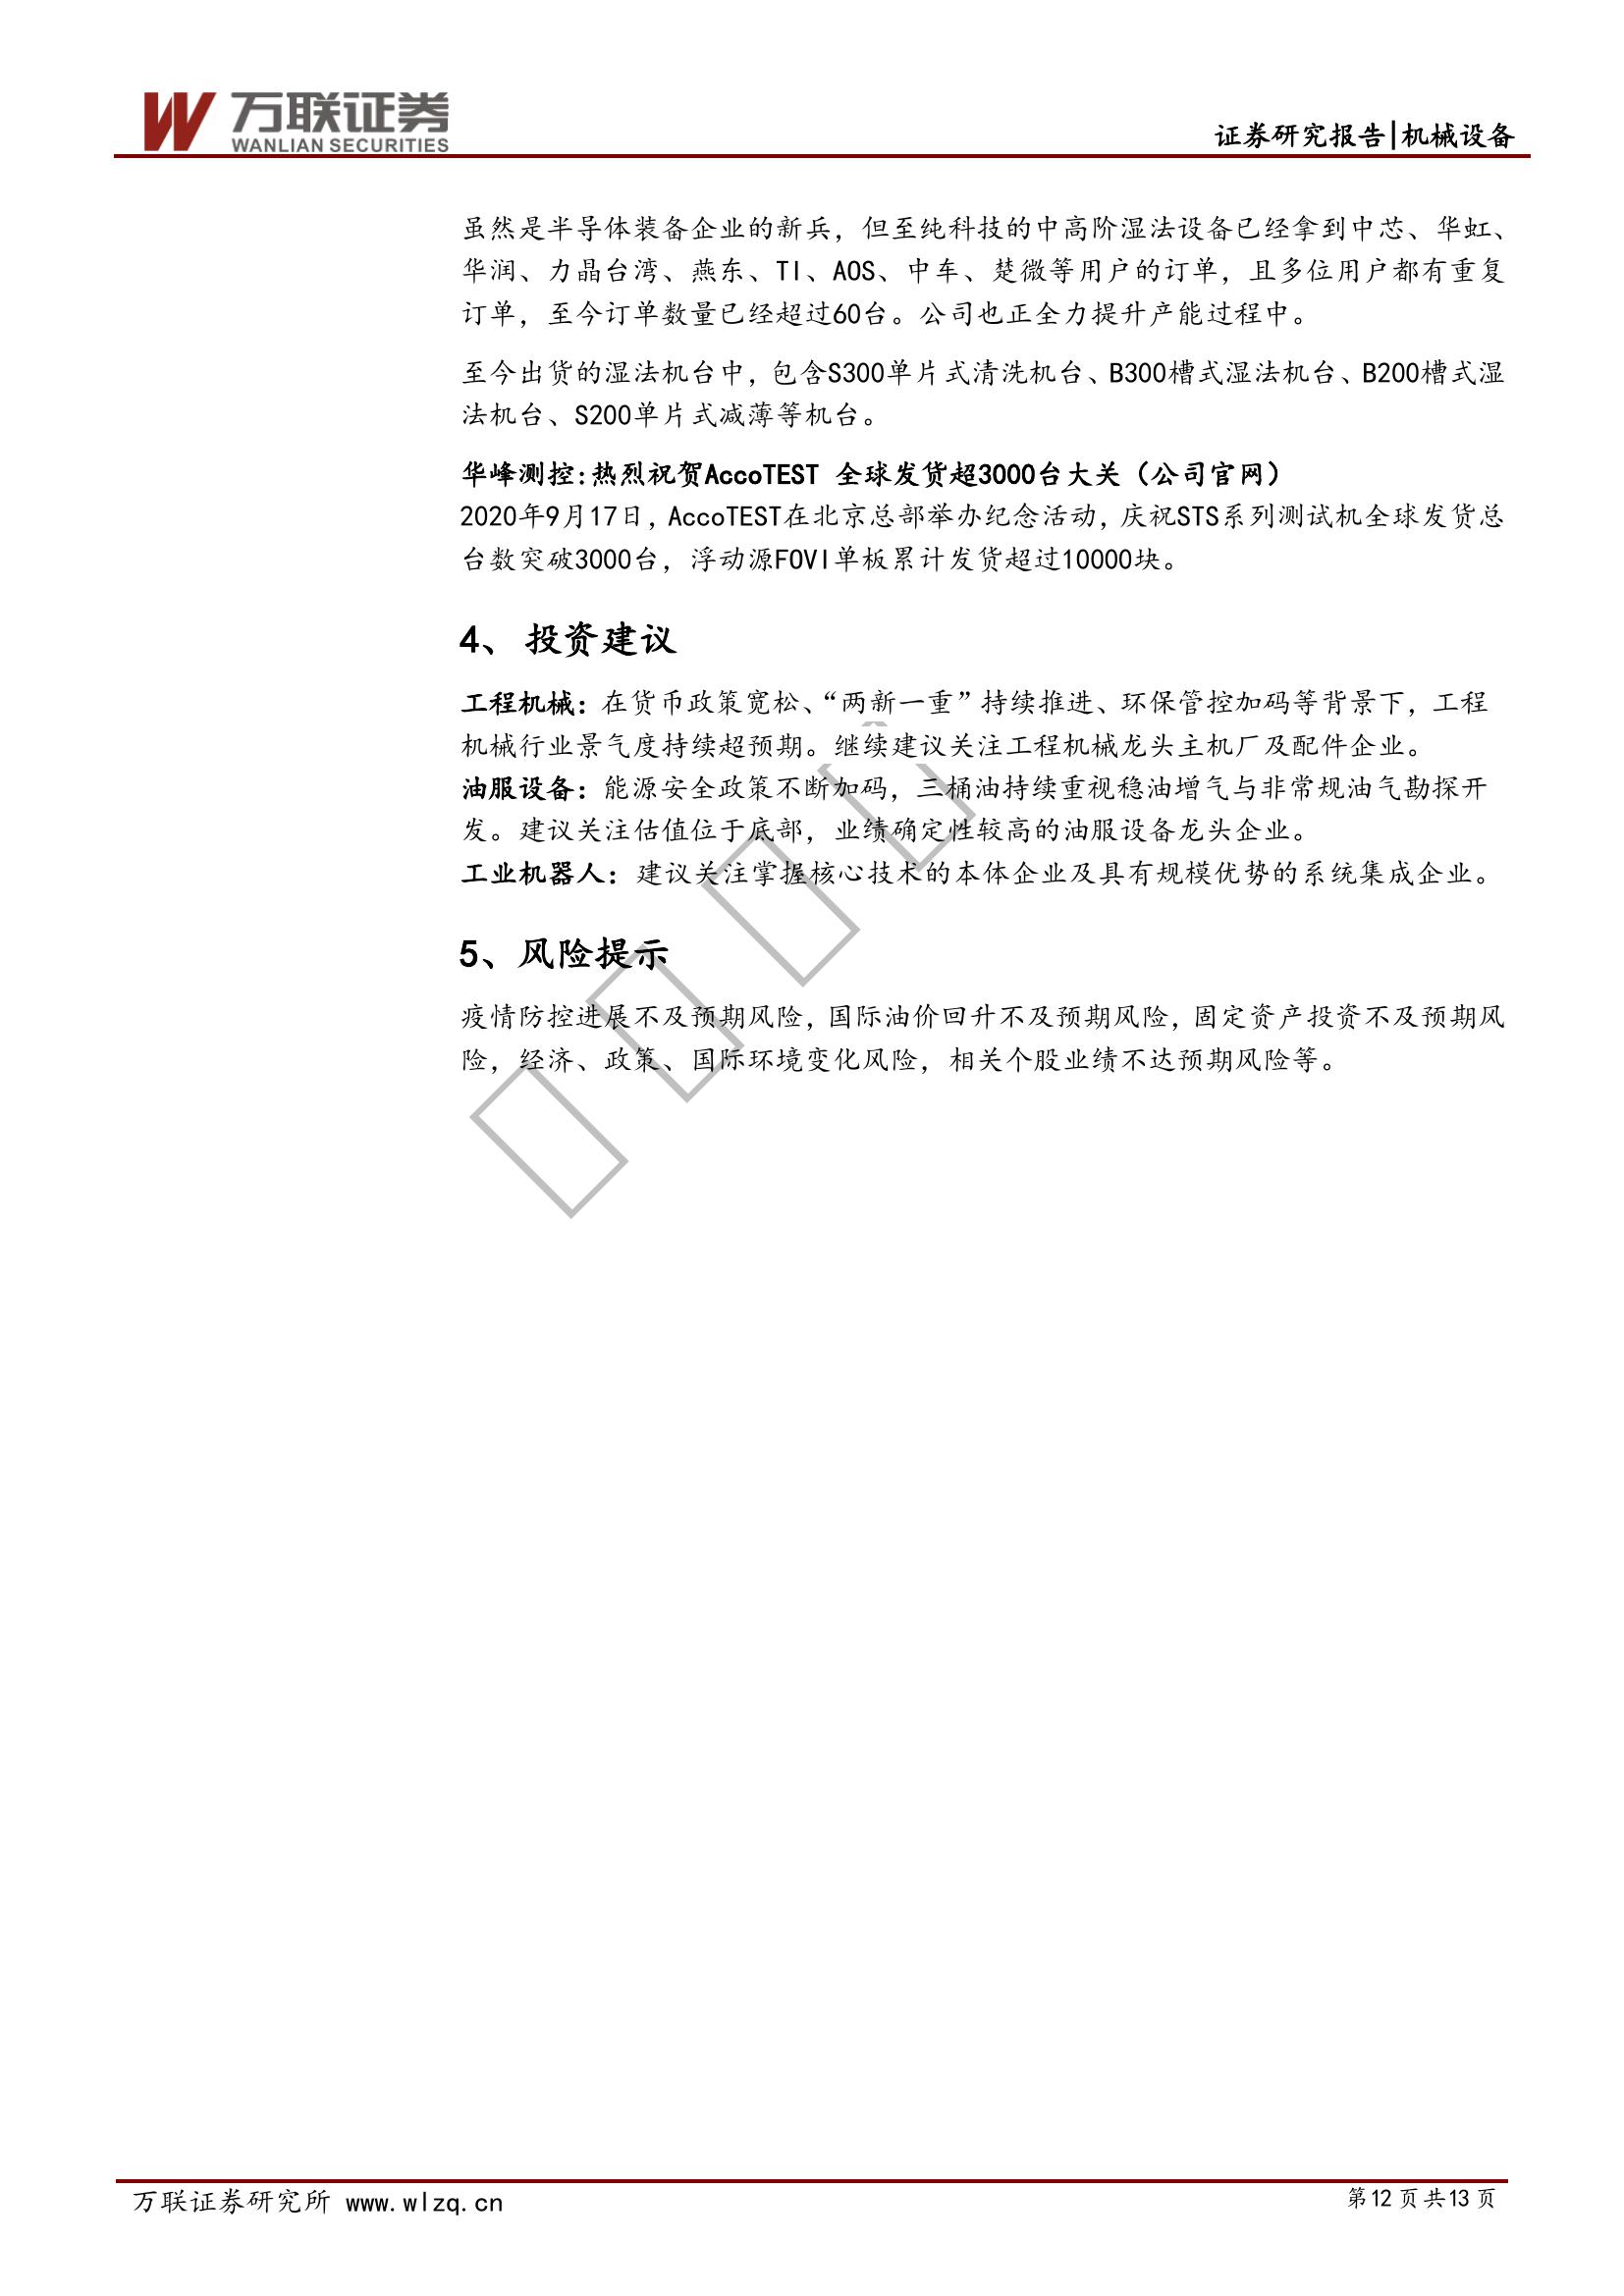 万联证券
WANLIAN SECURITIES
证券研究报告|机械设备
虽然是半导体装备企业的新兵，但至纯科技的中高阶湿法设备已经拿到中芯、华虹、
华润、力晶台湾、燕东、TI、AOS、中车、楚微等用户的订单，且多位用户都有重复
订单，至今订单数量已经超过60台。公司也正全力提升产能过程中。
至今出货的湿法机台中，包含S300单片式清洗机台、B300槽式湿法机台、B200槽式湿
法机台、S200单片式减薄等机台。
华峰测控:热烈祝贺AccoTEST 全球发货超3000台大关（公司官网）
2020年9月17日，AccoTEST在北京总部举办纪念活动，庆祝STS系列测试机全球发货总
台数突破3000台，浮动源FOVI单板累计发货超过10000块。
4、 投资建议
工程机械：在货币政策宽松、“两新一重”持续推进、环保管控加码等背景下，工程
机械行业景气度持续超预期。继续建议关注工程机械龙头主机厂及配件企业。
油服设备：能源安全政策不断加码，三桶油持续重视稳油增气与非常规油气勘探开
发。建议关注估值位于底部，业绩确定性较高的油服设备龙头企业。
工业机器人：建议关注掌握核心技术的本体企业及具有规模优势的系统集成企业。
5、风险提示
疫情防控进展不及预期风险，国际油价回升不及预期风险，固定资产投资不及预期风
险，经济、政策、国际环境变化风险，相关个股业绩不达预期风险等。
万联证券研究所 www.wlzq.cn
第12页共13页